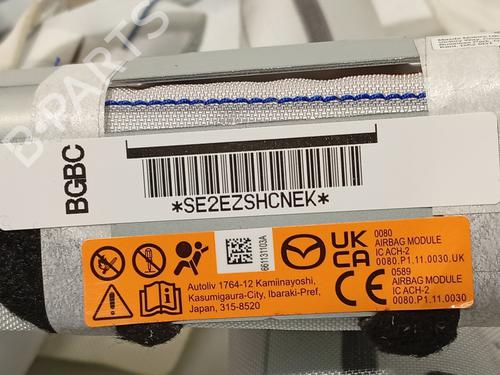 B-PARTS
BGBC
*SE2EZSHCNEK*
661131103A
UK
CA
0080
AIRBAG MODULE
IC ACH-2
0080.P1.11.0030.UK
CE
0589
AIRBAG MODULE
IC ACH-2
0080.P1.11.0030
Autoliv 1764-12 Kamiinayoshi,
Kasumigaura-City, Ibaraki-Pref,
Japan, 315-8520